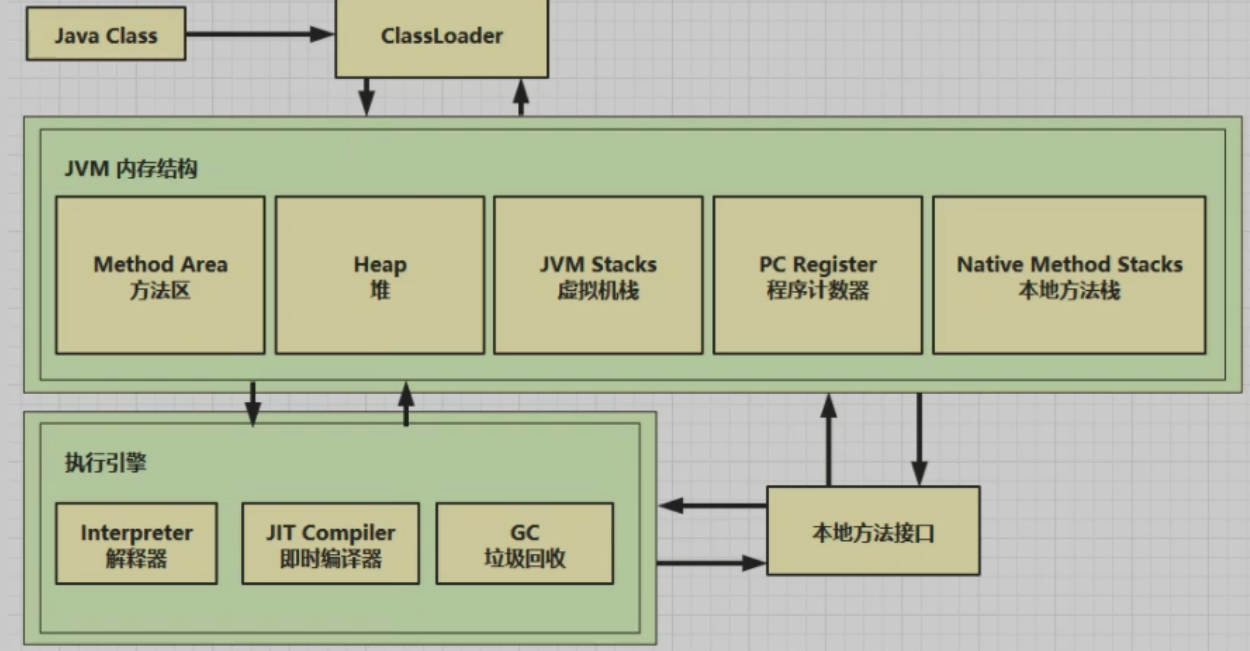 Java Class
ClassLoader
JVM 内存结构
Method Area
方法区
Heap
堆
JVM Stacks
虚拟机栈
PC Register
程序计数器
Native Method Stacks
本地方法栈
执行引擎
Interpreter
解释器
JIT Compiler
即时编译器
GC
垃圾回收
本地方法接口